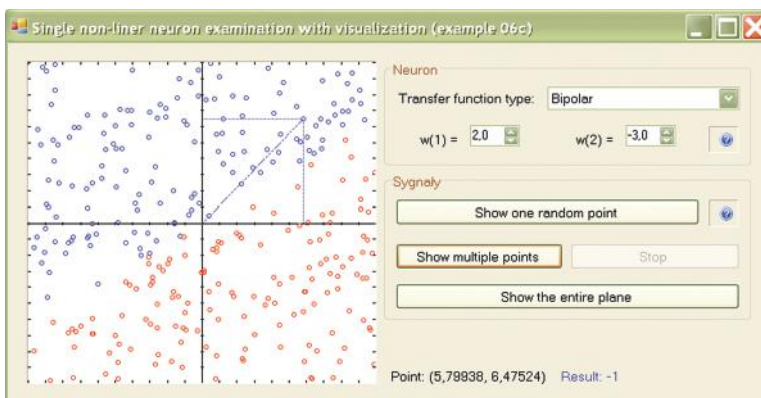 Single non-liner neuron examination with visualization (example 06c)
Neuron
Transfer function type: Bipolar
w(1) = 2,0 w(2) = -3,0
Sygnały
Show one random point
Show multiple points Stop
Show the entire plane
Point: (5,79938, 6,47524) Result: -1